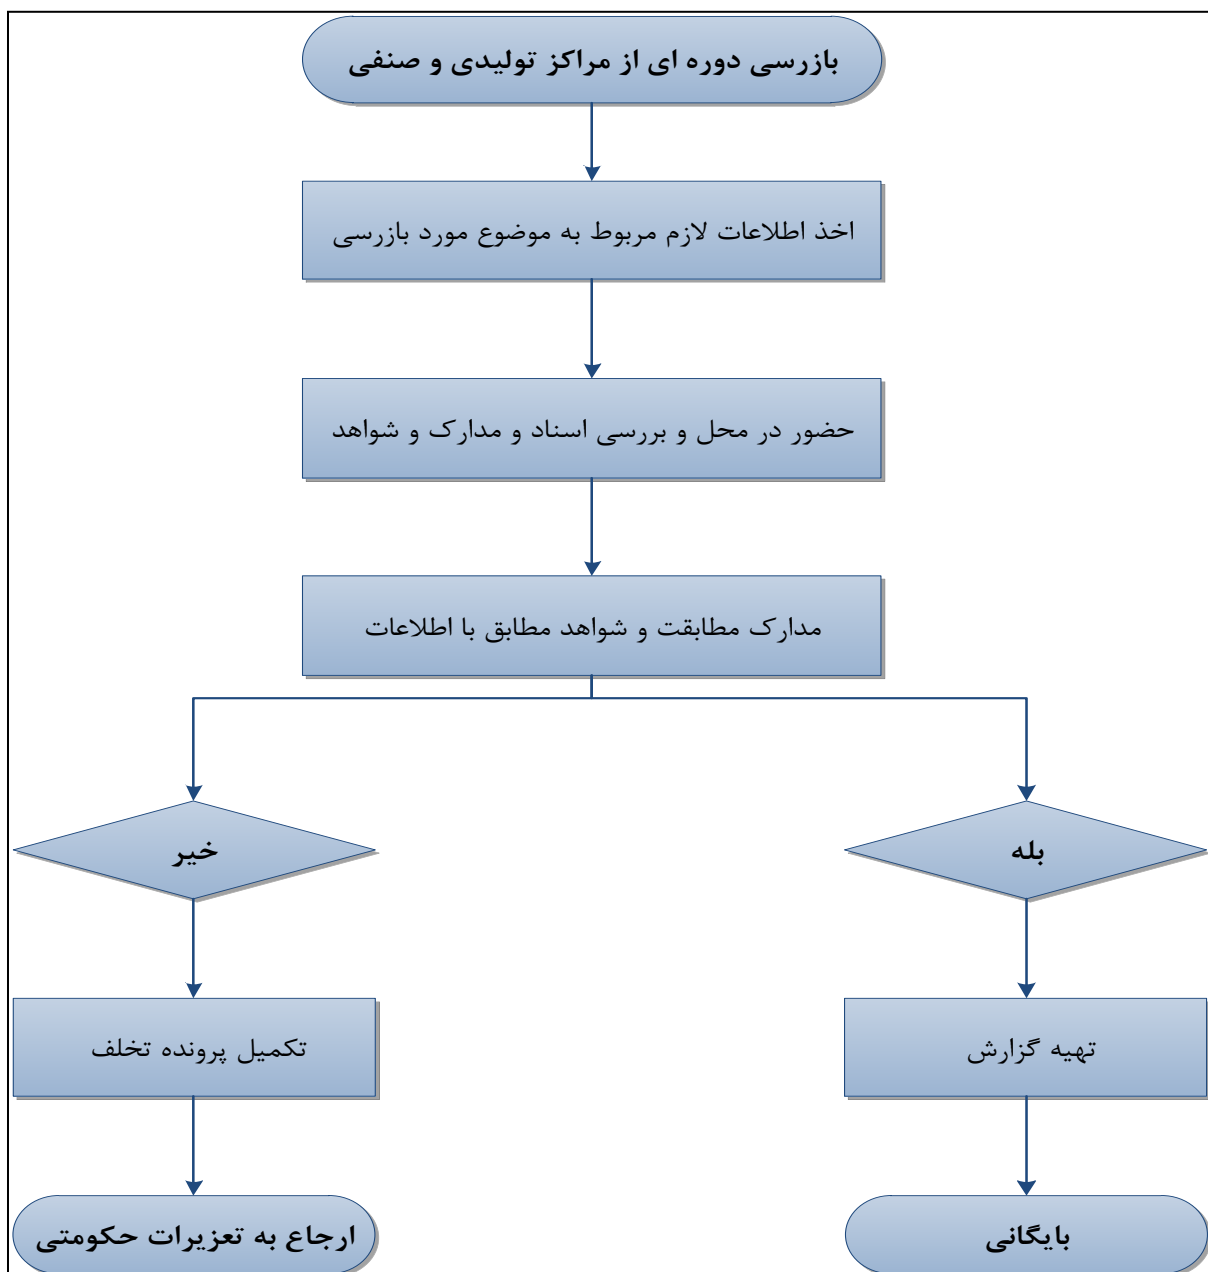 بازرسی دوره ای از مراکز تولیدی و صنفی
اخذ اطلاعات لازم مربوط به موضوع مورد بازرسی
حضور در محل و بررسی اسناد و مدارک و شواهد
مدارک مطابقت و شواهد مطابق با اطلاعات
بله
خیر
تهیه گزارش
تکمیل پرونده تخلف
بایگانی
ارجاع به تعزیرات حکومتی